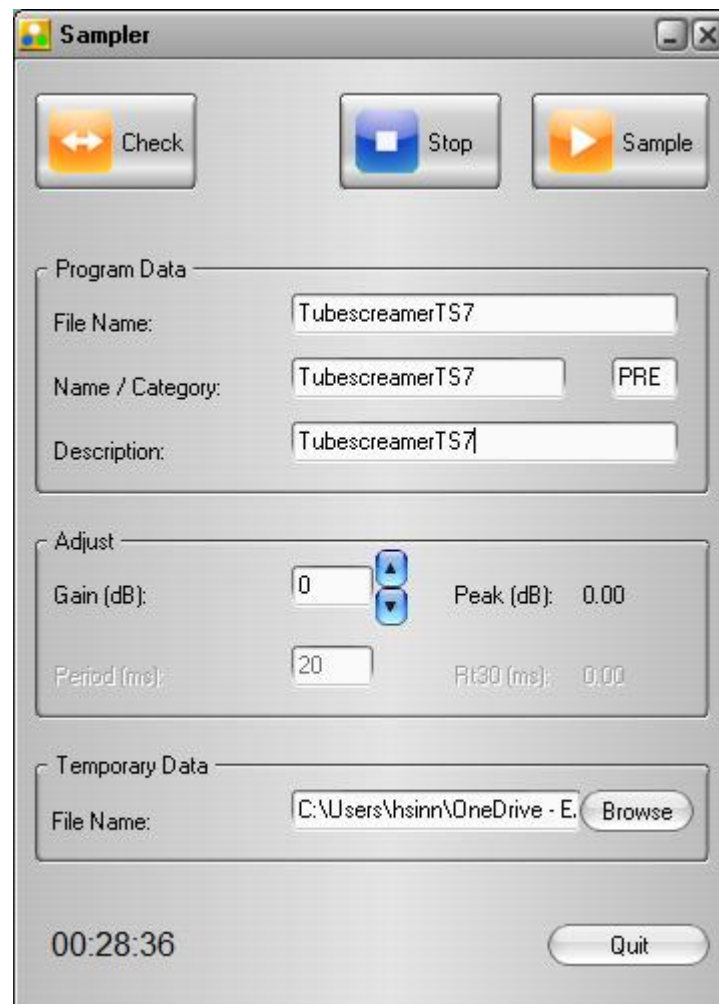 Sampler
Check Stop Sample
Program Data
File Name: TubescreamerTS7
Name / Category: TubescreamerTS7 PRE
Description: TubescreamerTS7
Adjust
Gain (dB): 0 Peak (dB): 0.00
Period (ms): 20 Rt30 (ms): 0.00
Temporary Data
File Name: C:\Users\hsinn\OneDrive - E. Browse
00:28:36 Quit